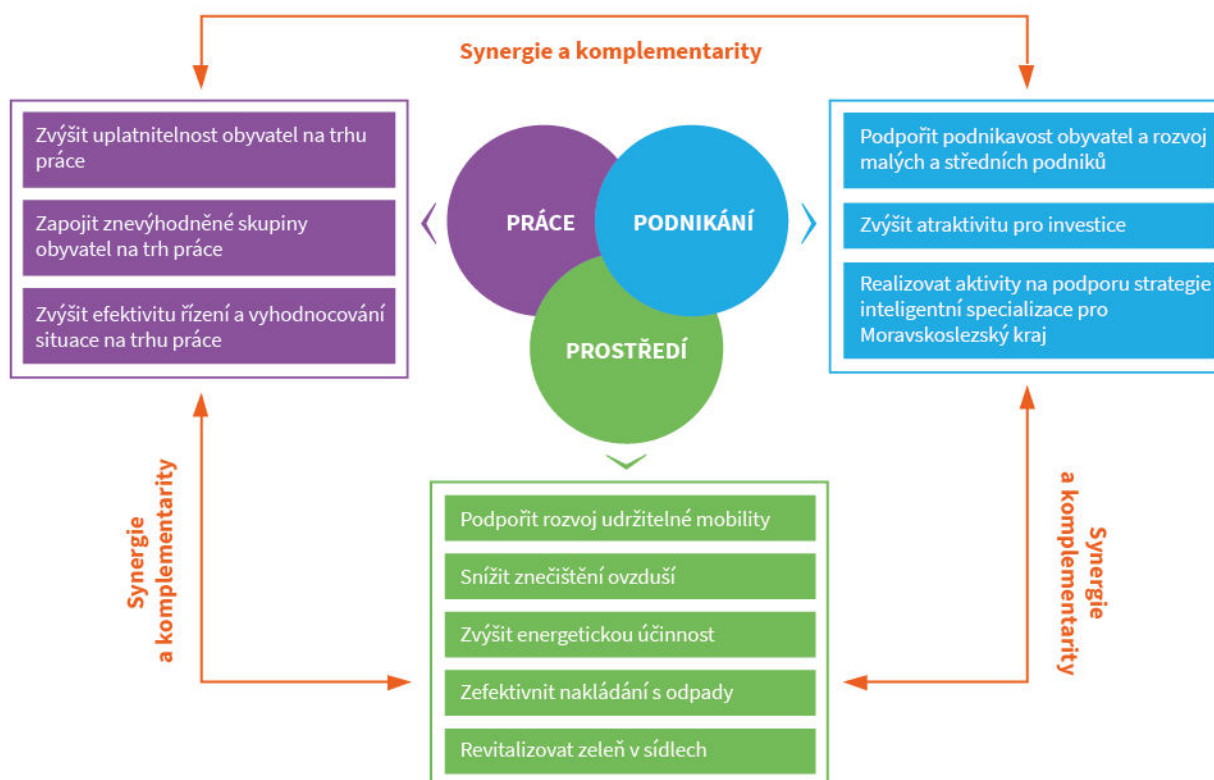 Synergie a komplementarity
Zvýšit uplatnitelnost obyvatel na trhu
práce
Zapojit znevýhodněné skupiny
obyvatel na trh práce
Zvýšit efektivitu řízení a vyhodnocování
situace na trhu práce
PRÁCE
PODNIKÁNÍ
PROSTŘEDÍ
Podpořit podnikavost obyvatel a rozvoj
malých a středních podniků
Zvýšit atraktivitu pro investice
Realizovat aktivity na podporu strategie
inteligentní specializace pro
Moravskoslezský kraj
Synergie
a komplementarity
Podpořit rozvoj udržitelné mobility
Snížit znečištění ovzduší
Zvýšit energetickou účinnost
Zefektivnit nakládání s odpady
Revitalizovat zeleň v sídlech
Synergie
a komplementarity